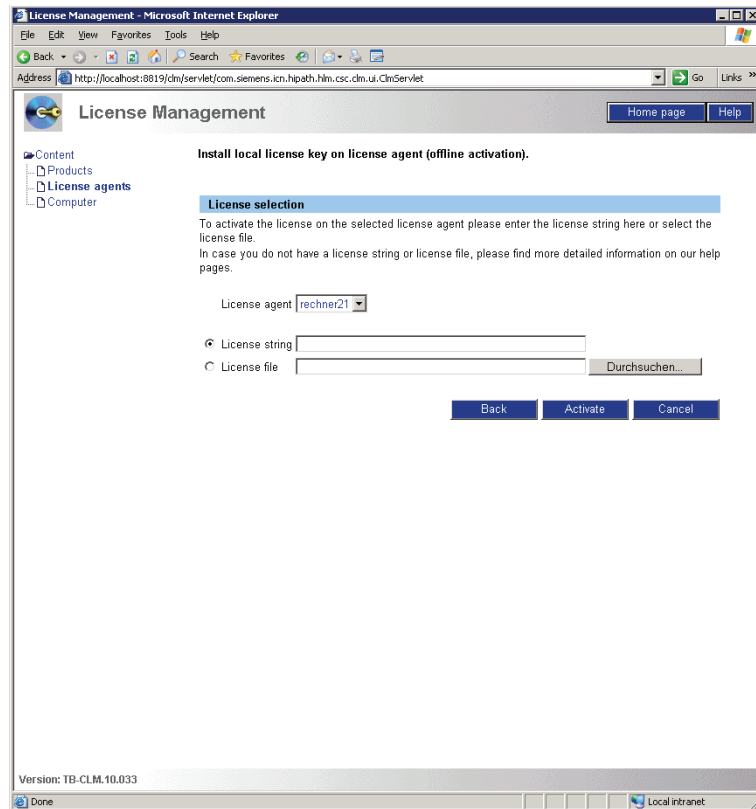 License Management - Microsoft Internet Explorer
File Edit View Favorites Tools Help
Back Search Favorites
Address http://localhost:8819/clm/servlet/com.siemens.icn.hipath.hlm.csc.clm.ui.ClmServlet Go Links »
License Management Home page Help
Content
Products
License agents
Computer
Install local license key on license agent (offline activation).
License selection
To activate the license on the selected license agent please enter the license string here or select the
license file.
In case you do not have a license string or license file, please find more detailed information on our help
pages.
License agent rechner21
License string
License file Durchsuchen...
Back Activate Cancel
Version: TB-CLM.10.033
Done Local intranet